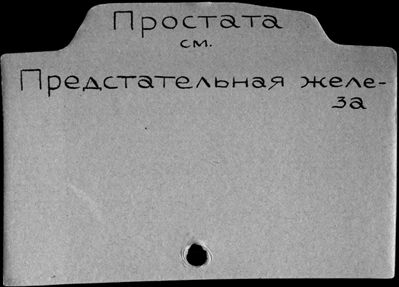 Простата
см.
Предстательная желе-
за